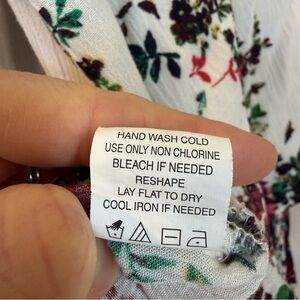 HAND WASH COLD
USE ONLY NON CHLORINE
BLEACH IF NEEDED
RESHAPE
LAY FLAT TO DRY
COOL IRON IF NEEDED